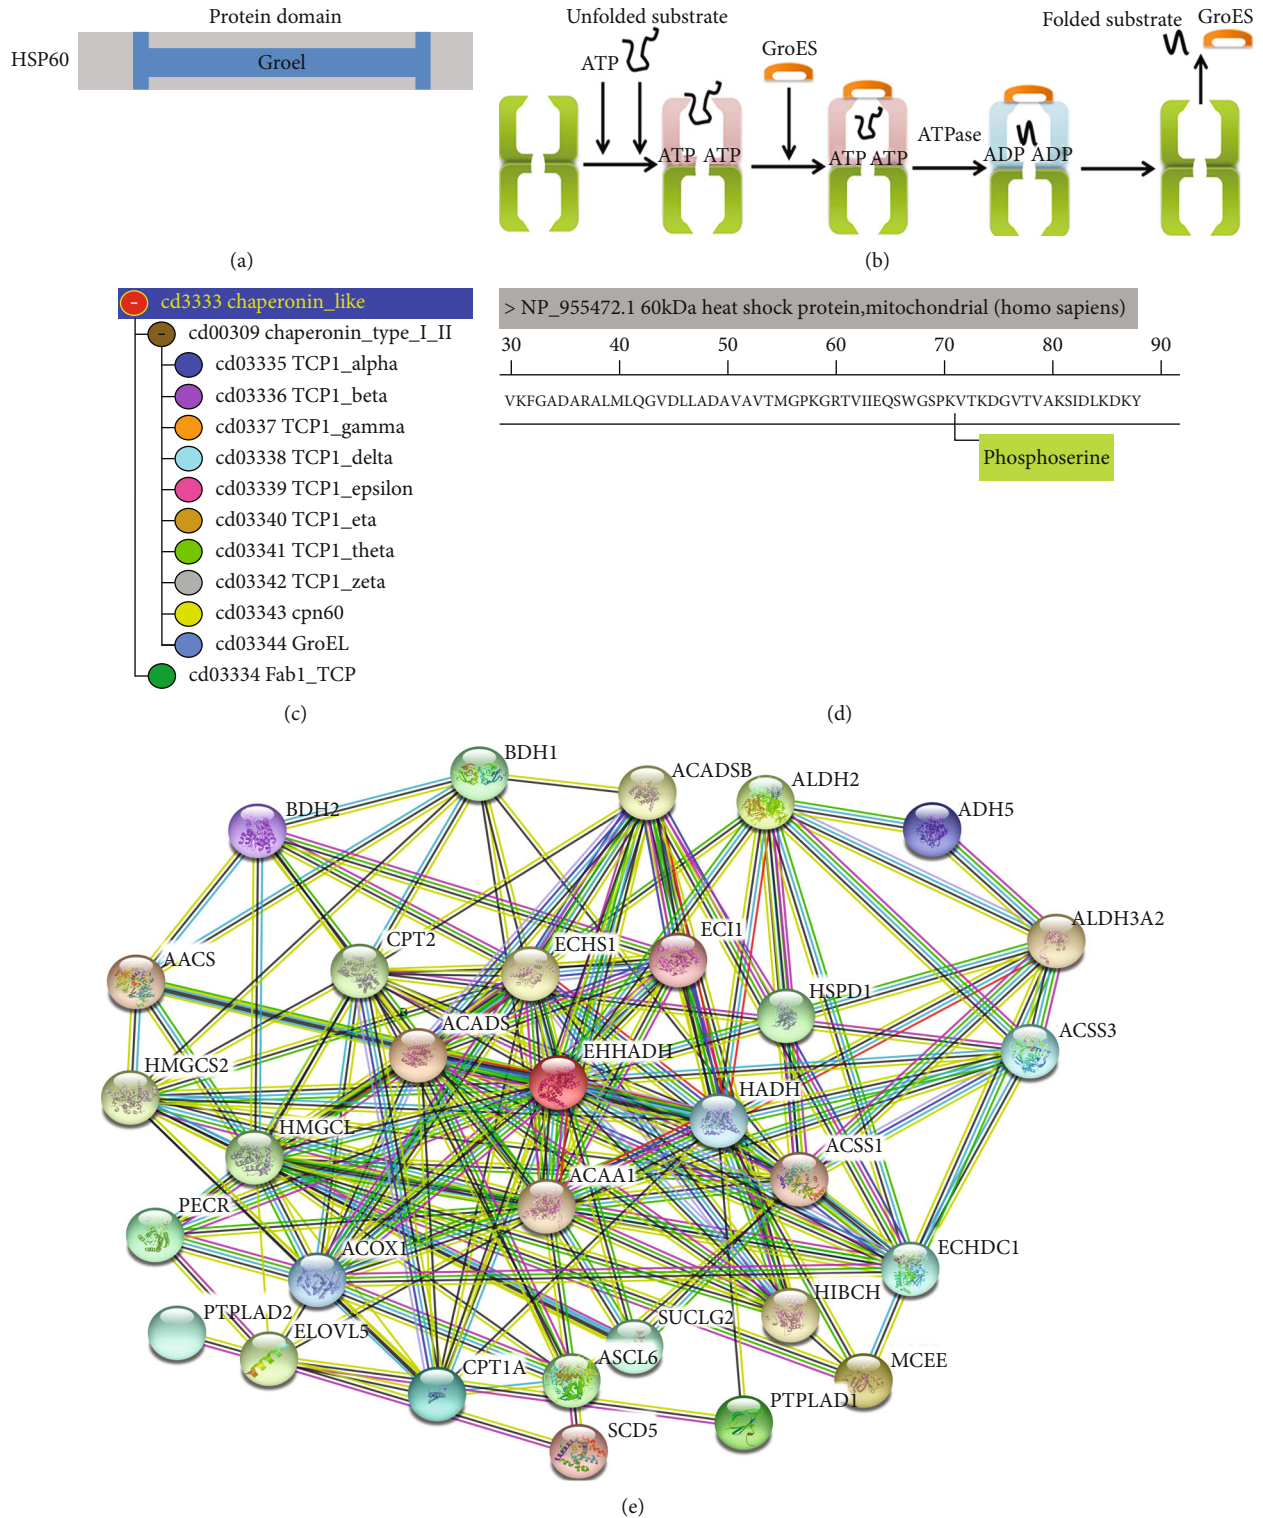 Protein domain
HSP60
Groel
(a)
Unfolded substrate
ATP
GroES
ATP ATP
ATP ATP
ATPase
ADP ADP
Folded substrate
GroES
(b)
cd3333 chaperonin_like
cd00309 chaperonin_type_I_II
cd03335 TCP1_alpha
cd03336 TCP1_beta
cd0337 TCP1_gamma
cd03338 TCP1_delta
cd03339 TCP1_epsilon
cd03340 TCP1_eta
cd03341 TCP1_theta
cd03342 TCP1_zeta
cd03343 cpn60
cd03344 GroEL
cd03334 Fab1_TCP
(c)
> NP_955472.1 60kDa heat shock protein,mitochondrial (homo sapiens)
30 40 50 60 70 80 90
VKFGADARALMLQGVDLLADAVAVTMGPKGRTVIIEQSWGSPKVTKDGVTVAKSIDLKDKY
Phosphoserine
(d)
BDH1
ACADSB
ALDH2
BDH2
ADH5
ALDH3A2
CPT2
ECHS1
ECI1
AACS
HSPD1
ACADS
ACSS3
EHHADH
HMGCS2
HADH
HMGCL
ACSS1
ACAA1
PECR
ACOX1
ECHDC1
HIBCH
PTPLAD2
SUCLG2
ELOVL5
ASCL6
MCEE
CPT1A
PTPLAD1
SCD5
(e)